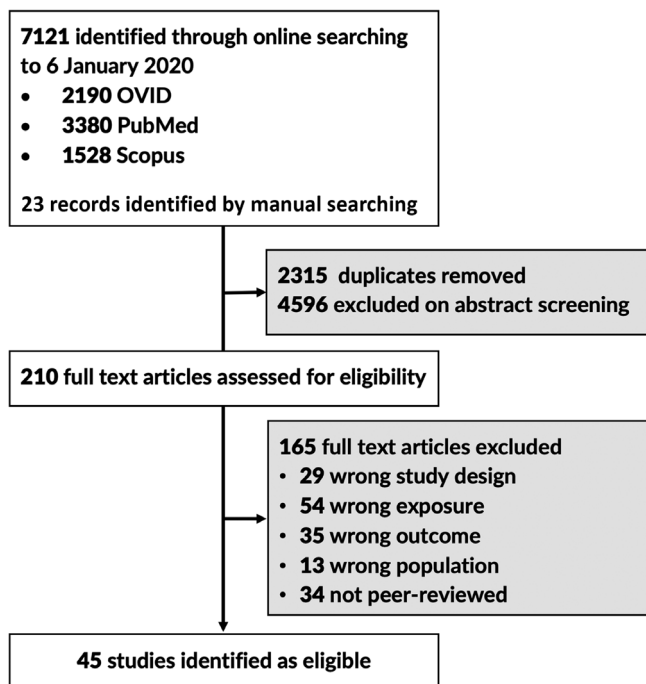 7121 identified through online searching
to 6 January 2020
• 2190 OVID
• 3380 PubMed
• 1528 Scopus
23 records identified by manual searching
2315 duplicates removed
4596 excluded on abstract screening
210 full text articles assessed for eligibility
165 full text articles excluded
• 29 wrong study design
• 54 wrong exposure
• 35 wrong outcome
• 13 wrong population
• 34 not peer-reviewed
45 studies identified as eligible